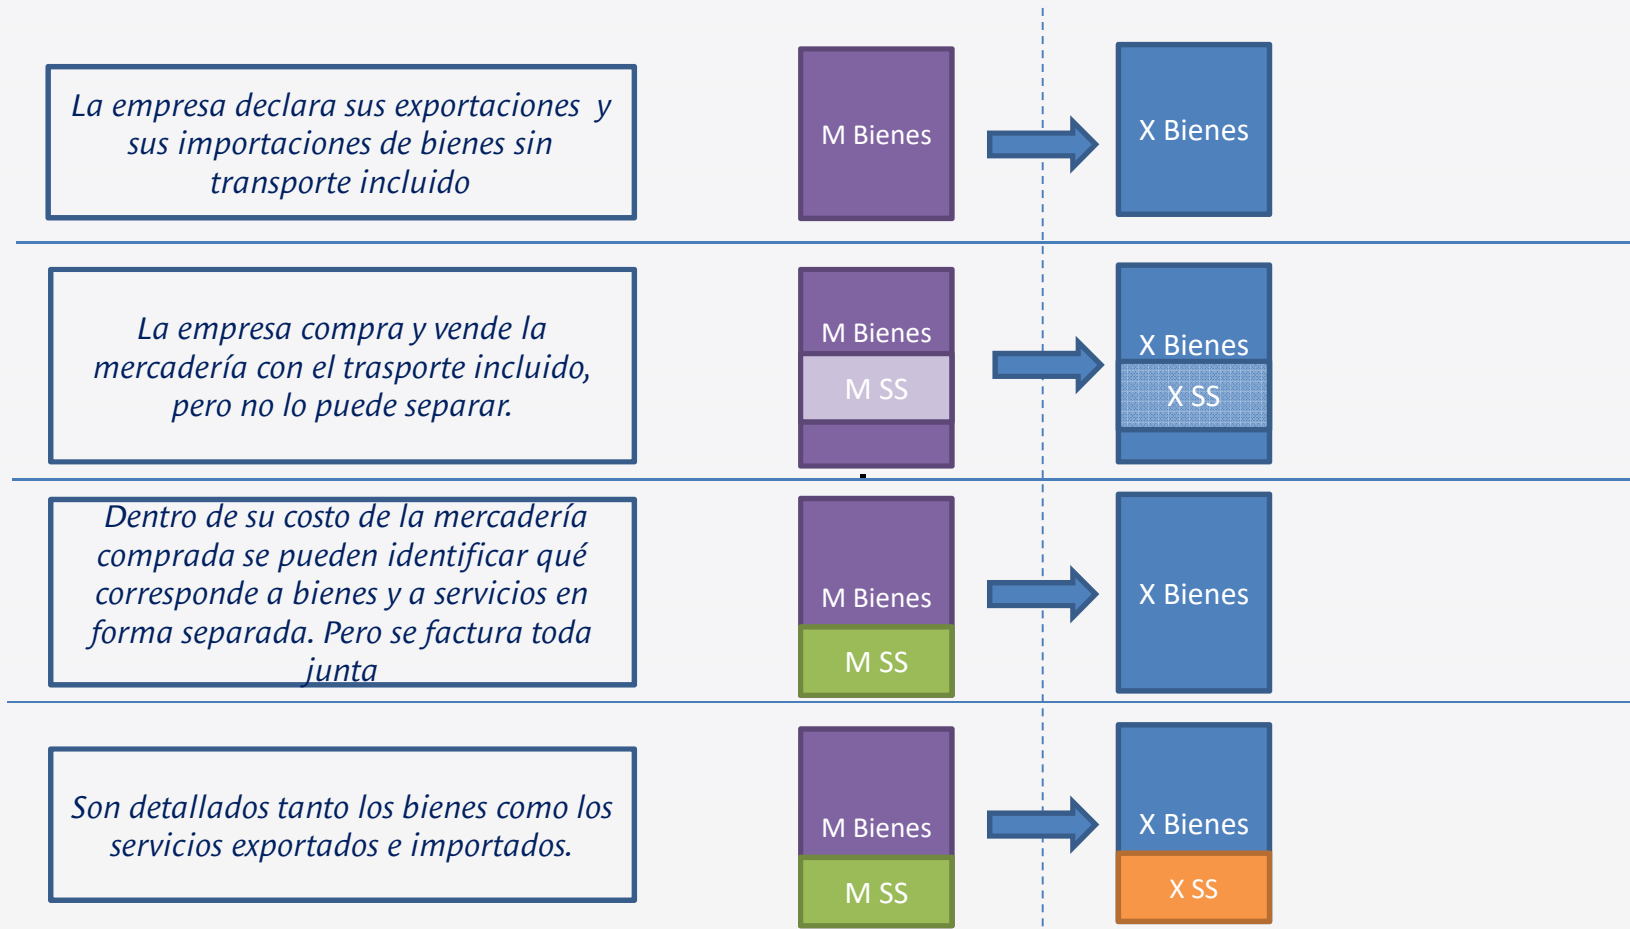 La empresa declara sus exportaciones y
sus importaciones de bienes sin
transporte incluido
M Bienes
X Bienes
La empresa compra y vende la
mercadería con el trasporte incluido,
pero no lo puede separar.
M Bienes
M SS
X Bienes
X SS
Dentro de su costo de la mercadería
comprada se pueden identificar qué
corresponde a bienes y a servicios en
forma separada. Pero se factura toda
junta
M Bienes
M SS
X Bienes
Son detallados tanto los bienes como los
servicios exportados e importados.
M Bienes
M SS
X Bienes
X SS